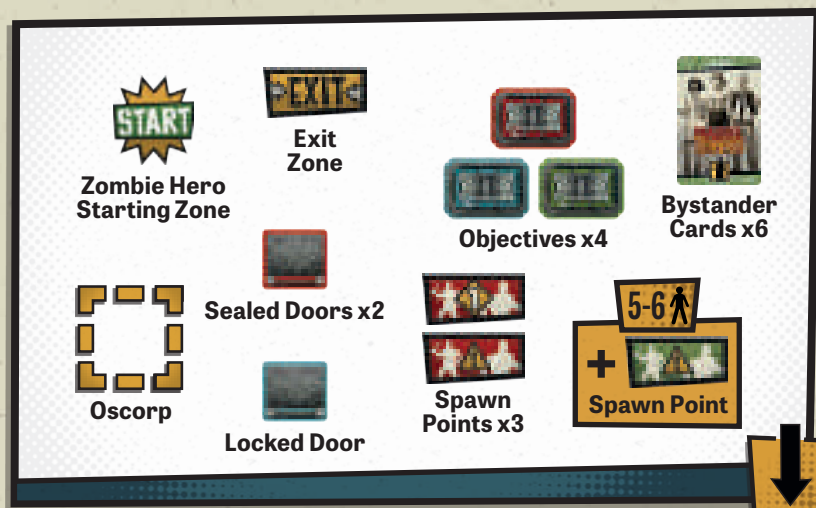 START
Zombie Hero
Starting Zone
EXIT
Exit
Zone
Objectives x4
Bystander
Cards x6
Sealed Doors x2
Oscorp
Locked Door
Spawn
Points x3
5-6
+
Spawn Point